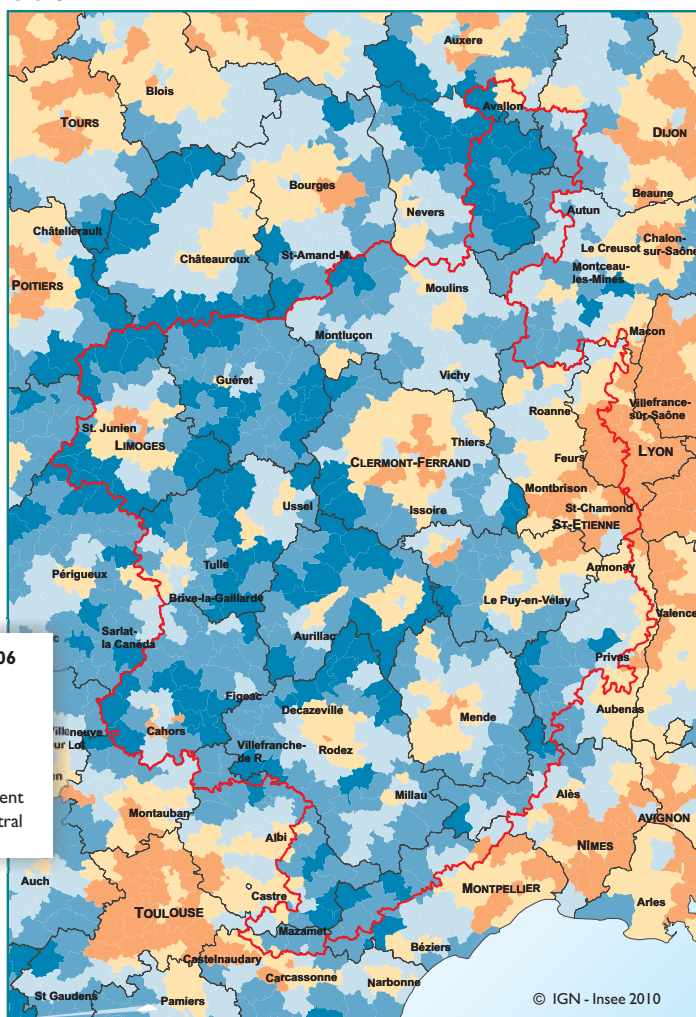 Auxere
Avallon
Blois
TOURS
DIJON
Bourges
Beaune
Nevers
Autun
Châtellerault
Châteauroux
St-Amand-M.
Le Creusot
Chalon-
sur-Saône
Montceau-
les-Mines
POITIERS
Moulins
Montluçon
Macon
Guéret
Vichy
Roanne
Villefranche-
sur-Saône
St. Junien
LIMOGES
Thiers
LYON
CLERMONT-FERRAND
Feurs
Montbrison
Ussel
Issoire
St-Chamond
ST-ETIENNE
Tulle
Annonay
Périgueux
Brive-la-Gaillarde
Le Puy-en-Velay
Valence
Sarlat-
la Canéda
Aurillac
06
Privas
Figeac
Decazeville
Mende
Aubenas
Cahors
Rodez
Villefranche-
de R.
ent
Millau
Alès
tral
Montauban
AVIGNON
Albi
NÎMES
Auch
Castre
MONTPELLIER
Arles
TOULOUSE
Mazamet
Béziers
Castelnaudary
Carcassonne
Narbonne
St Gaudens
Pamiers
© IGN - Insee 2010